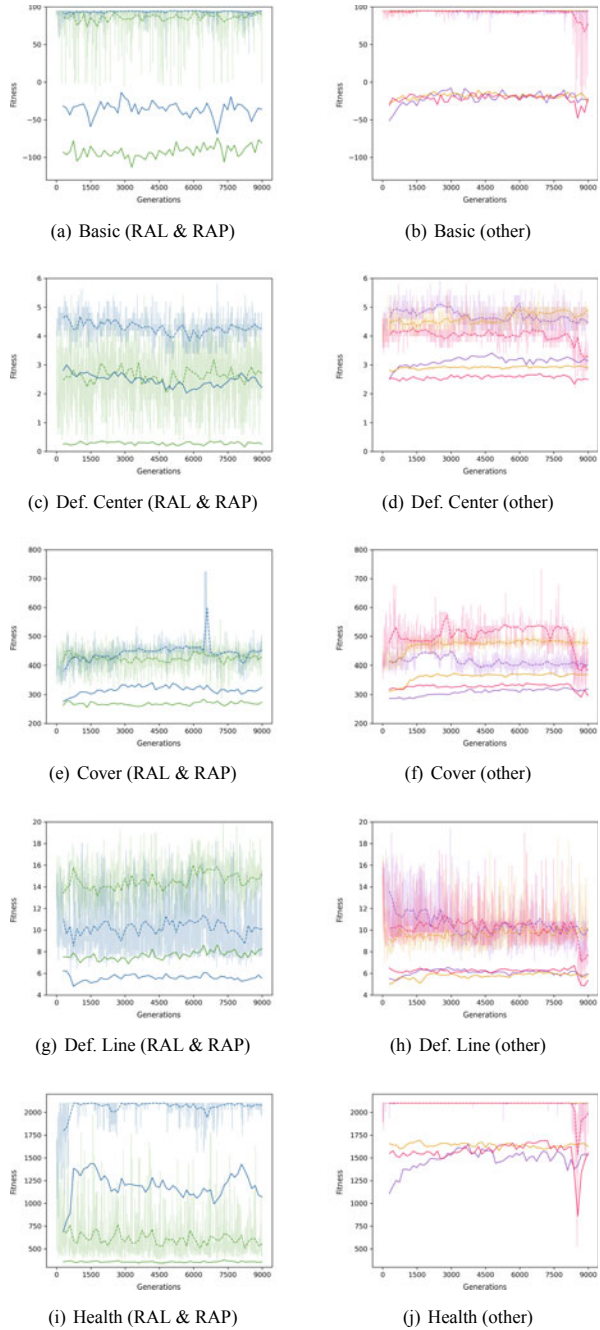 100
50
0
−50
−100
Fitness
0 1500 3000 4500 6000 7500 9000
Generations
(a) Basic (RAL & RAP)
100
50
0
−50
−100
Fitness
0 1500 3000 4500 6000 7500 9000
Generations
(b) Basic (other)
6
5
4
3
2
1
0
Fitness
0 1500 3000 4500 6000 7500 9000
Generations
(c) Def. Center (RAL & RAP)
6
5
4
3
2
1
0
Fitness
0 1500 3000 4500 6000 7500 9000
Generations
(d) Def. Center (other)
800
700
600
500
400
300
200
Fitness
0 1500 3000 4500 6000 7500 9000
Generations
(e) Cover (RAL & RAP)
800
700
600
500
400
300
200
Fitness
0 1500 3000 4500 6000 7500 9000
Generations
(f) Cover (other)
20
18
16
14
12
10
8
6
4
Fitness
0 1500 3000 4500 6000 7500 9000
Generations
(g) Def. Line (RAL & RAP)
20
18
16
14
12
10
8
6
4
Fitness
0 1500 3000 4500 6000 7500 9000
Generations
(h) Def. Line (other)
2000
1750
1500
1250
1000
750
500
Fitness
0 1500 3000 4500 6000 7500 9000
Generations
(i) Health (RAL & RAP)
2000
1750
1500
1250
1000
750
500
Fitness
0 1500 3000 4500 6000 7500 9000
Generations
(j) Health (other)